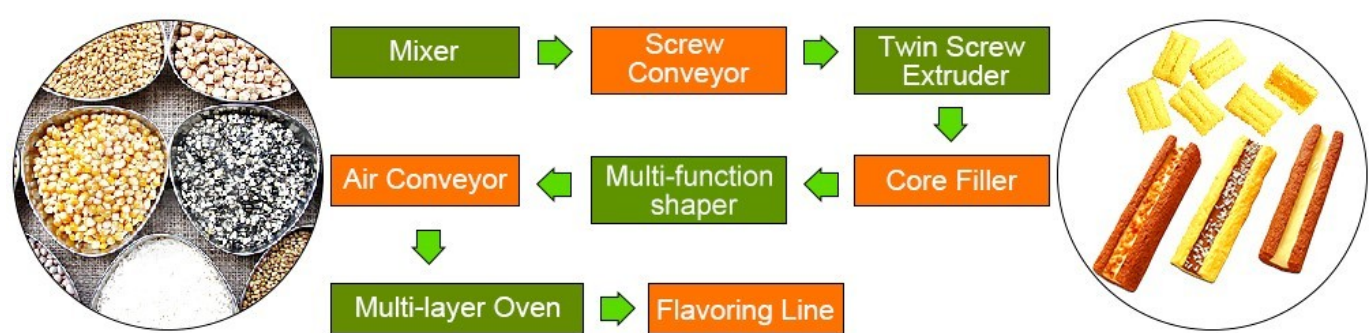 Mixer
Screw
Conveyor
Twin Screw
Extruder
Core Filler
Multi-function
shaper
Air Conveyor
Multi-layer Oven
Flavoring Line